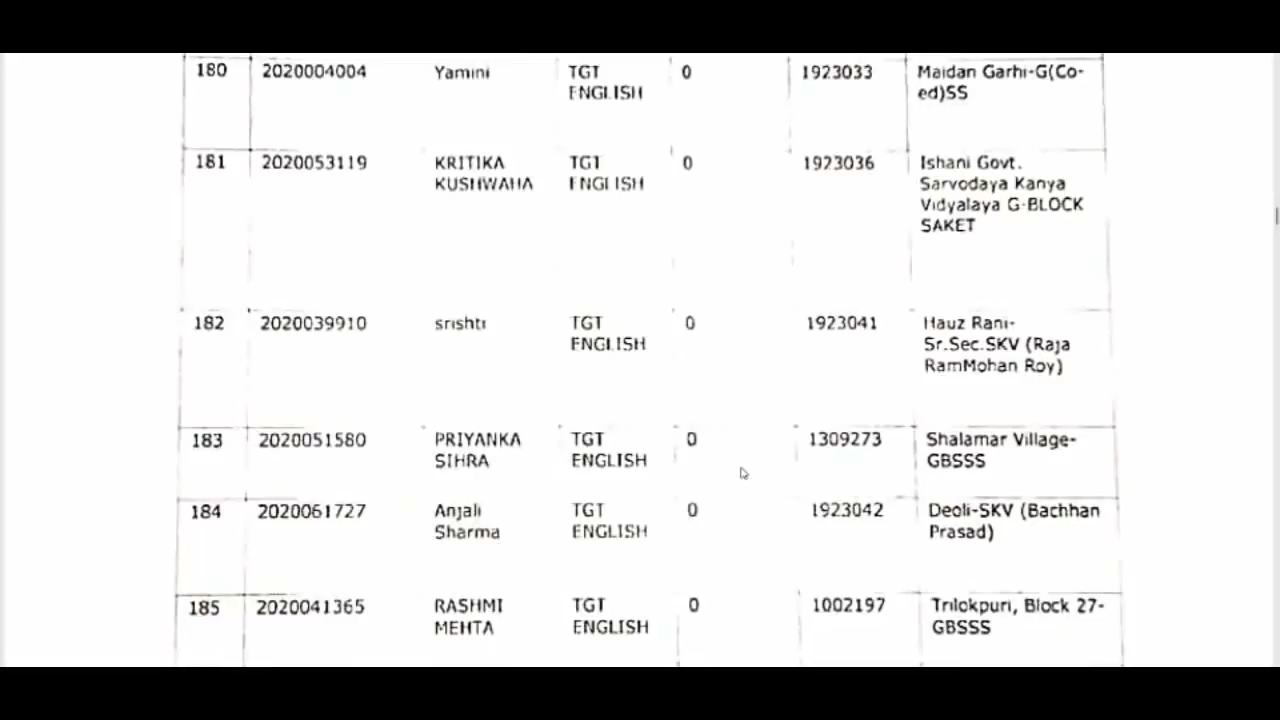 180 2020004004 Yamini TGT 0 1923033 Maidan Garhi-G(Co-
ENGLISH ed)SS
181 2020053119 KRITIKA TGT 0 1923036 Ishani Govt.
KUSHWAHA ENGLISH Sarvodaya Kanya
Vidyalaya G-BLOCK
SAKET
182 2020039910 srishti TGT 0 1923041 Hauz Rani-
ENGLISH Sr.Sec.SKV (Raja
RamMohan Roy)
183 2020051580 PRIYANKA TGT 0 1309273 Shalamar Village-
SIHRA ENGLISH GBSSS
184 2020061727 Anjali TGT 0 1923042 Deoli-SKV (Bachhan
Sharma ENGLISH Prasad)
185 2020041365 RASHMI TGT 0 1002197 Trilokpuri, Block 27-
MEHTA ENGLISH GBSSS